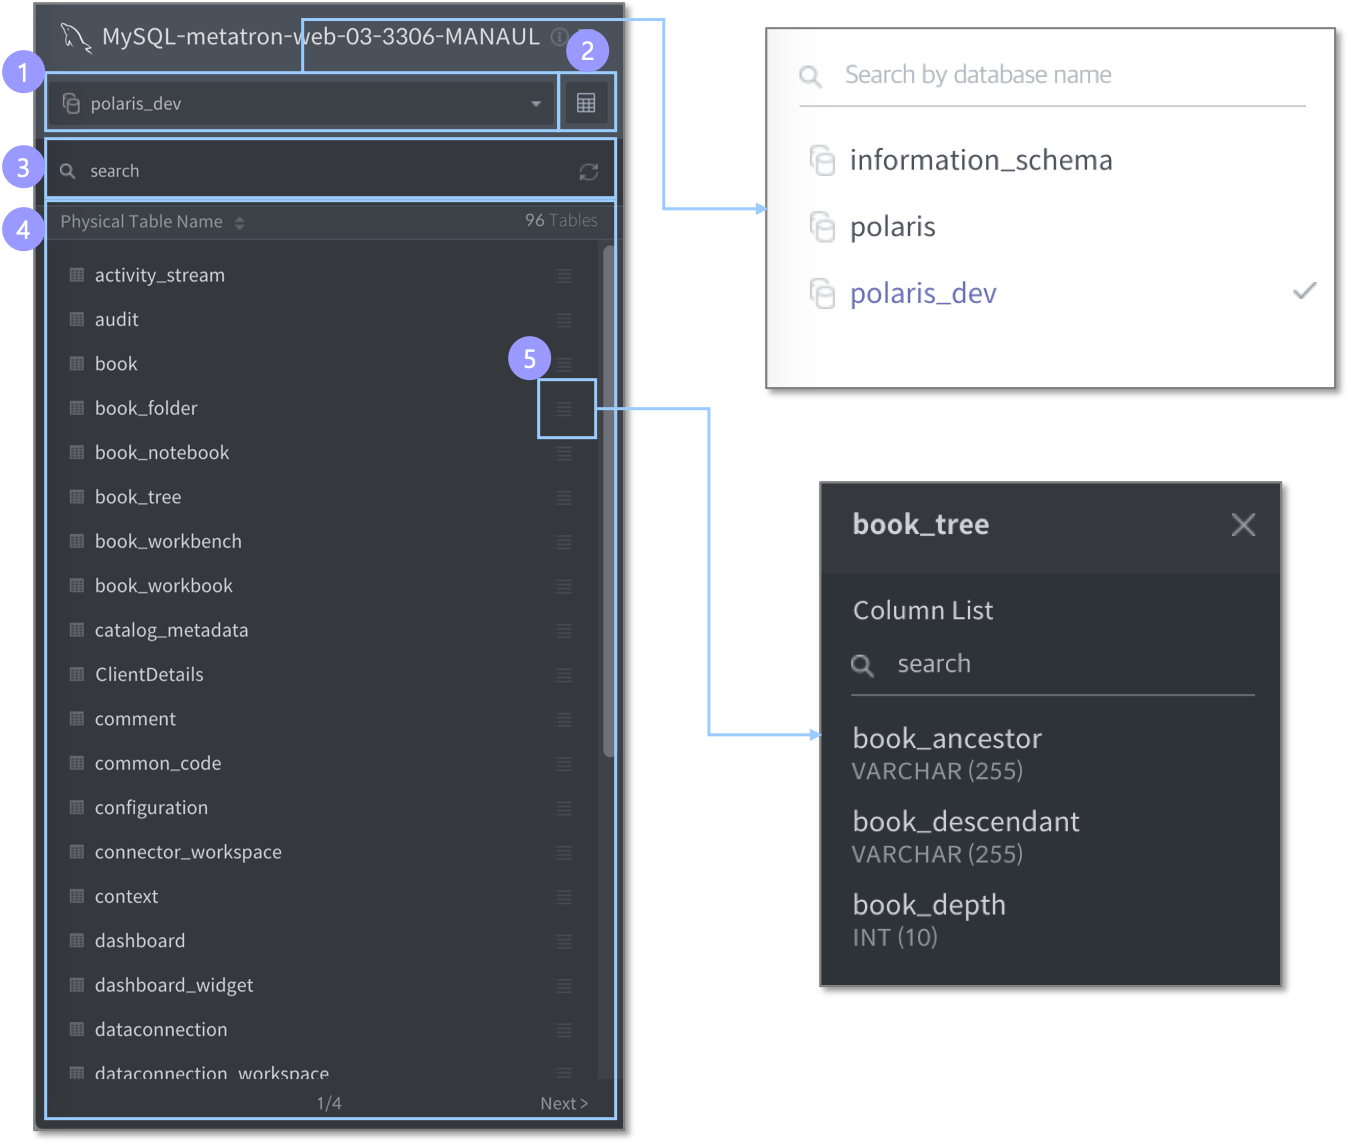 MySQL-metatron-web-03-3306-MANAUL
1
2
polaris_dev
3
search
4
Physical Table Name
96 Tables
activity_stream
audit
book
5
book_folder
book_notebook
book_tree
book_workbench
book_workbook
catalog_metadata
ClientDetails
comment
common_code
configuration
connector_workspace
context
dashboard
dashboard_widget
dataconnection
dataconnection_workspace
1/4
Next >
Search by database name
information_schema
polaris
polaris_dev
book_tree
Column List
search
book_ancestor
VARCHAR (255)
book_descendant
VARCHAR (255)
book_depth
INT (10)